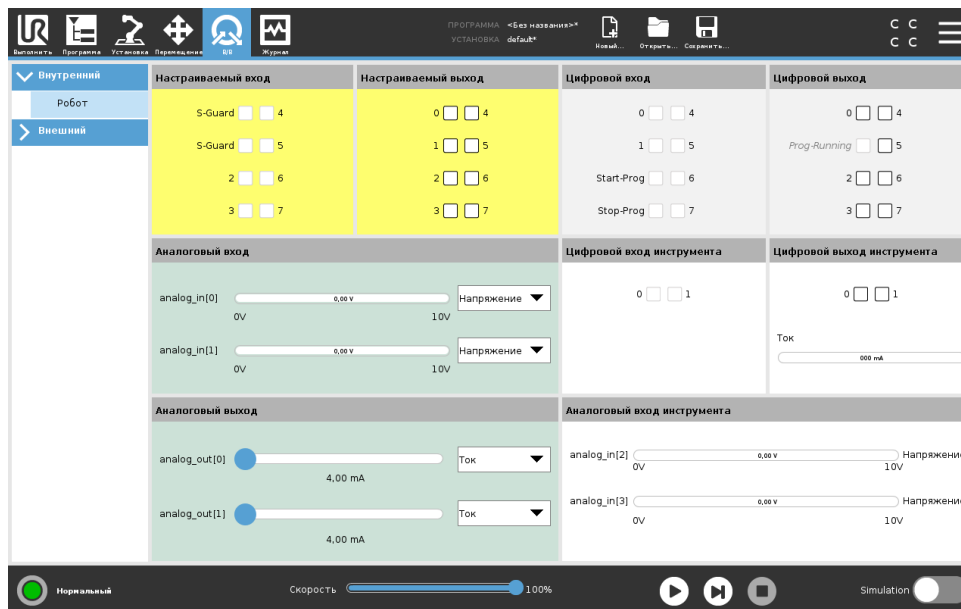 ПРОГРАММА <Без названия>*
УСТАНОВКА default*
C C
C C
Выполнить Программа Установка Перемещение В/В Журнал Новый... Открыть... Сохранить...
Внутренний
Робот
Внешний
Настраиваемый вход Настраиваемый выход Цифровой вход Цифровой выход
S-Guard 4 0 4 0 4 0 4
S-Guard 5 1 5 1 5 Prog-Running 5
2 6 2 6 Start-Prog 6 2 6
3 7 3 7 Stop-Prog 7 3 7
Аналоговый вход Цифровой вход инструмента Цифровой выход инструмента
analog_in[0] 0,00 V Напряжение
0V 10V
analog_in[1] 0,00 V Напряжение
0V 10V
0 1
0 1
Ток
000 mA
Аналоговый выход Аналоговый вход инструмента
analog_out[0] Ток
4,00 mA
analog_out[1] Ток
4,00 mA
analog_in[2] 0,00 V Напряжени
0V 10V
analog_in[3] 0,00 V Напряжени
0V 10V
Нормальный Скорость 100% Simulation